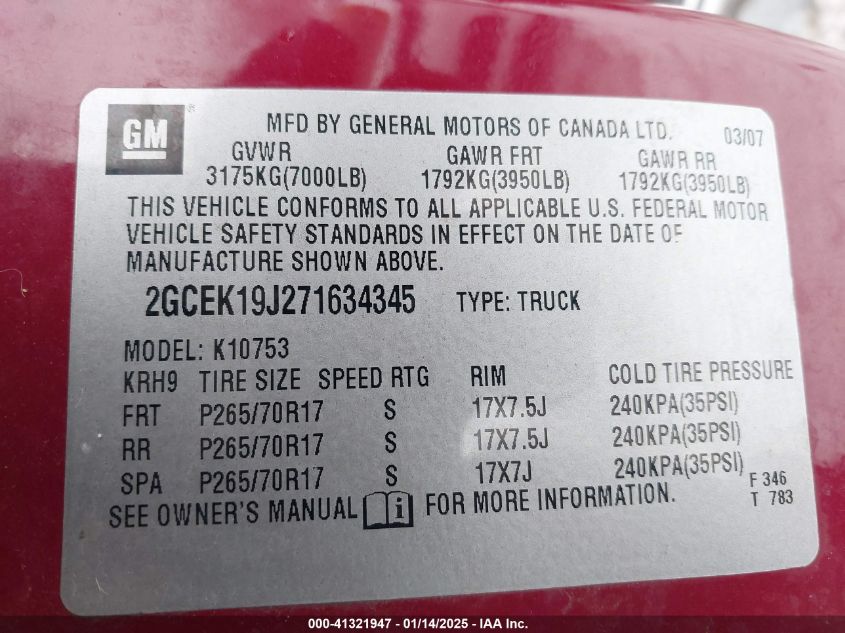 GM
MFD BY GENERAL MOTORS OF CANADA LTD. 03/07
GVWR GAWR FRT GAWR RR
3175KG(7000LB) 1792KG(3950LB) 1792KG(3950LB)
THIS VEHICLE CONFORMS TO ALL APPLICABLE U.S. FEDERAL MOTOR
VEHICLE SAFETY STANDARDS IN EFFECT ON THE DATE OF
MANUFACTURE SHOWN ABOVE.
2GCEK19J271634345 TYPE: TRUCK
MODEL: K10753
KRH9 TIRE SIZE SPEED RTG RIM COLD TIRE PRESSURE
FRT P265/70R17 S 17X7.5J 240KPA(35PSI)
RR P265/70R17 S 17X7.5J 240KPA(35PSI)
SPA P265/70R17 S 17X7J 240KPA(35PSI)
F 346
SEE OWNER'S MANUAL i FOR MORE INFORMATION. T 783
000-41321947 - 01/14/2025 - IAA Inc.